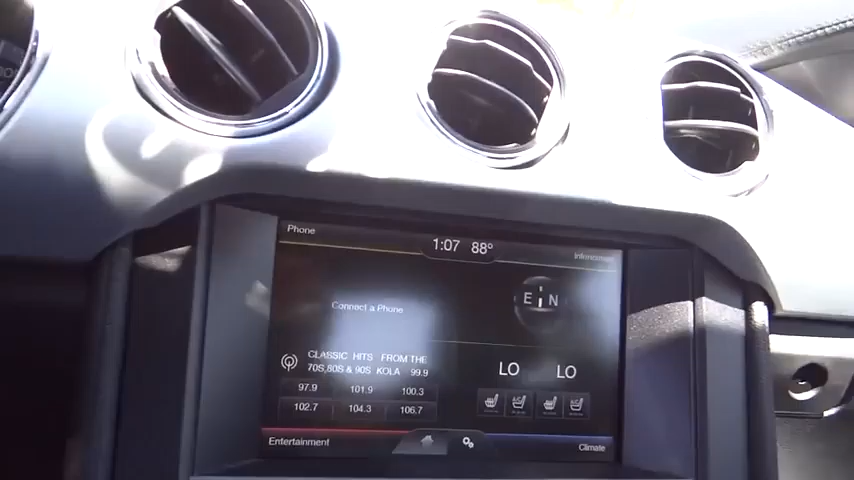 Phone
1:07 88°
Information
E N
Connect a Phone
CLASSIC HITS FROM THE
70S,80S & 90S KOLA 99.9
LO LO
97.9 101.9 100.3
102.7 104.3 106.7
Entertainment
Climate